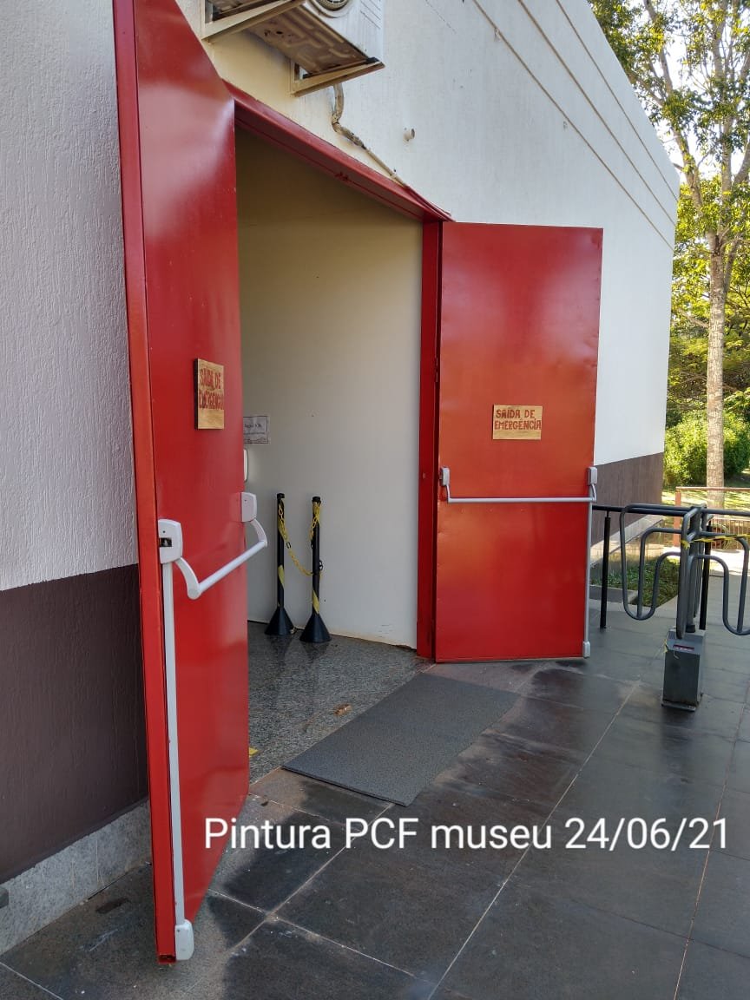 SAÍDA DE
EMERGÊNCIA
SAÍDA DE
EMERGÊNCIA
Pintura PCF museu 24/06/21